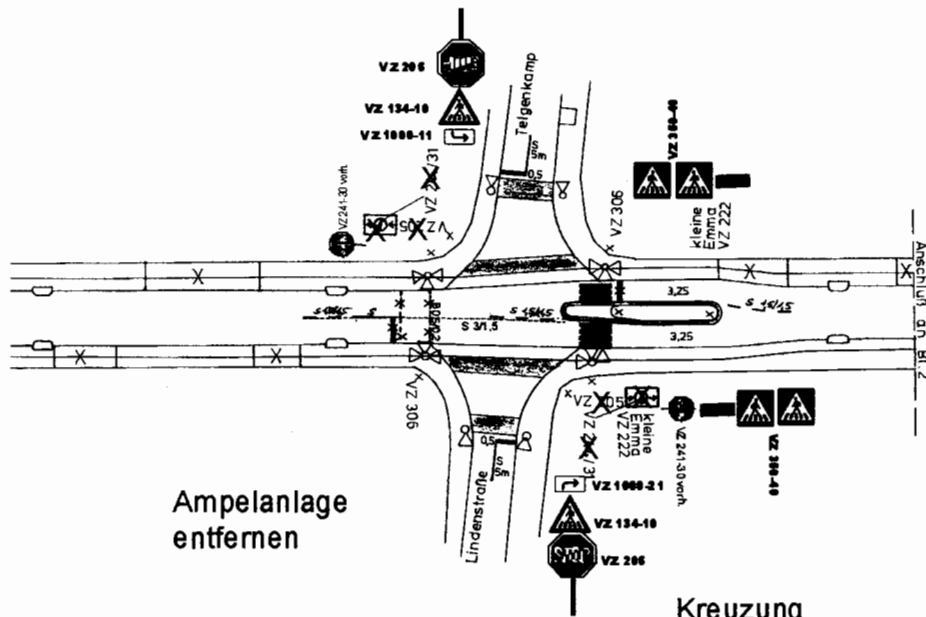 VZ 206
VZ 134-10
VZ 1000-11
Telgenkamp
S
5m
0,5
VZ 241-30 vorh.
VZ 306
VZ 350-40
kleine
Emma
VZ 222
3,25
Anschluß an Bl.2
S 3/1,5
3,25
VZ 306
kleine
Emma
VZ 222
VZ 241-30 vorh.
VZ 350-40
0,5
S
5m
Lindenstraße
VZ 1000-21
VZ 134-10
VZ 206
Ampelanlage
entfernen
Kreuzung